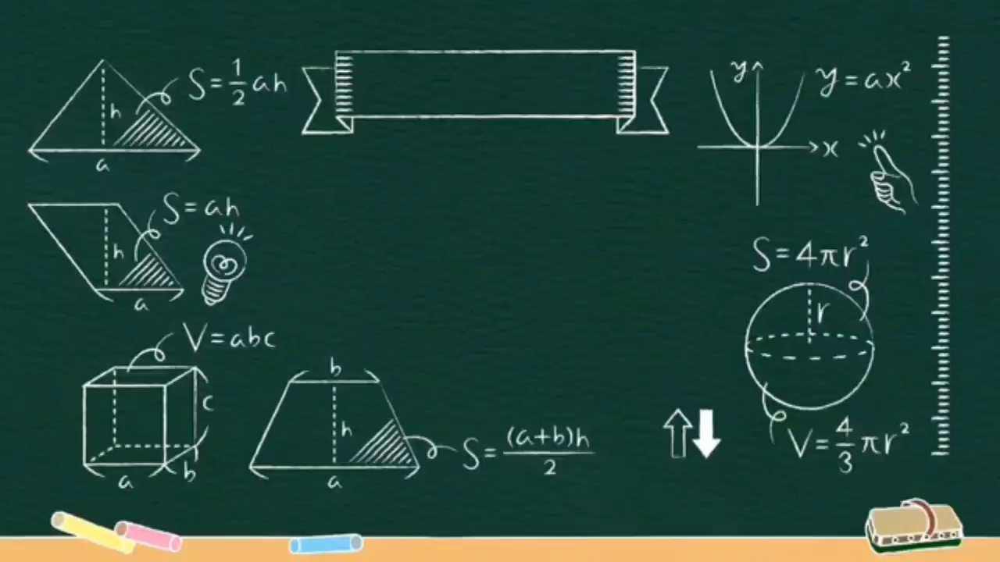 S=1/2 ah
h
a
S=ah
h
a
V=abc
c
a
b
b
h
a
S=(a+b)h/2
y
x
y=ax²
S=4πr²
r
V=4/3 πr²